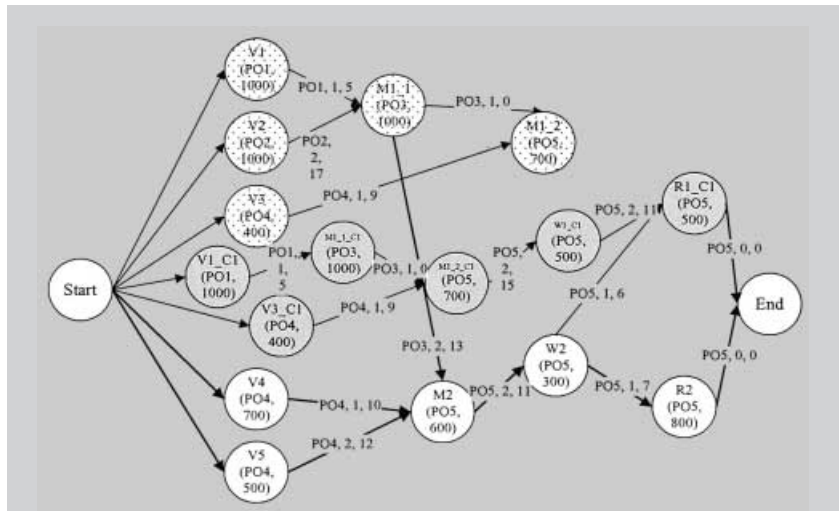 V1
(PO1,
1000)
PO1, 1, 5
M1_1
(PO3,
1000)
PO3, 1, 0
V2
(PO2,
1000)
PO2,
2,
17
M1_2
(PO5,
700)
V3
(PO4,
400)
PO4, 1, 9
R1_C1
(PO5,
500)
V1_C1
(PO1,
1000)
PO1,
1,
5
M1_1_C1
(PO3,
1000)
PO3, 1, 0
M1_2_C1
(PO5,
700)
PO5,
2,
15
W1_C1
(PO5,
500)
PO5, 2, 11
PO5, 0, 0
Start
End
V3_C1
(PO4,
400)
PO4, 1, 9
PO5, 1, 6
PO3, 2, 13
W2
(PO5,
300)
PO5, 0, 0
V4
(PO4,
700)
PO4, 1, 10
M2
(PO5,
600)
PO5, 2, 11
PO5, 1, 7
R2
(PO5,
800)
V5
(PO4,
500)
PO4, 2, 12